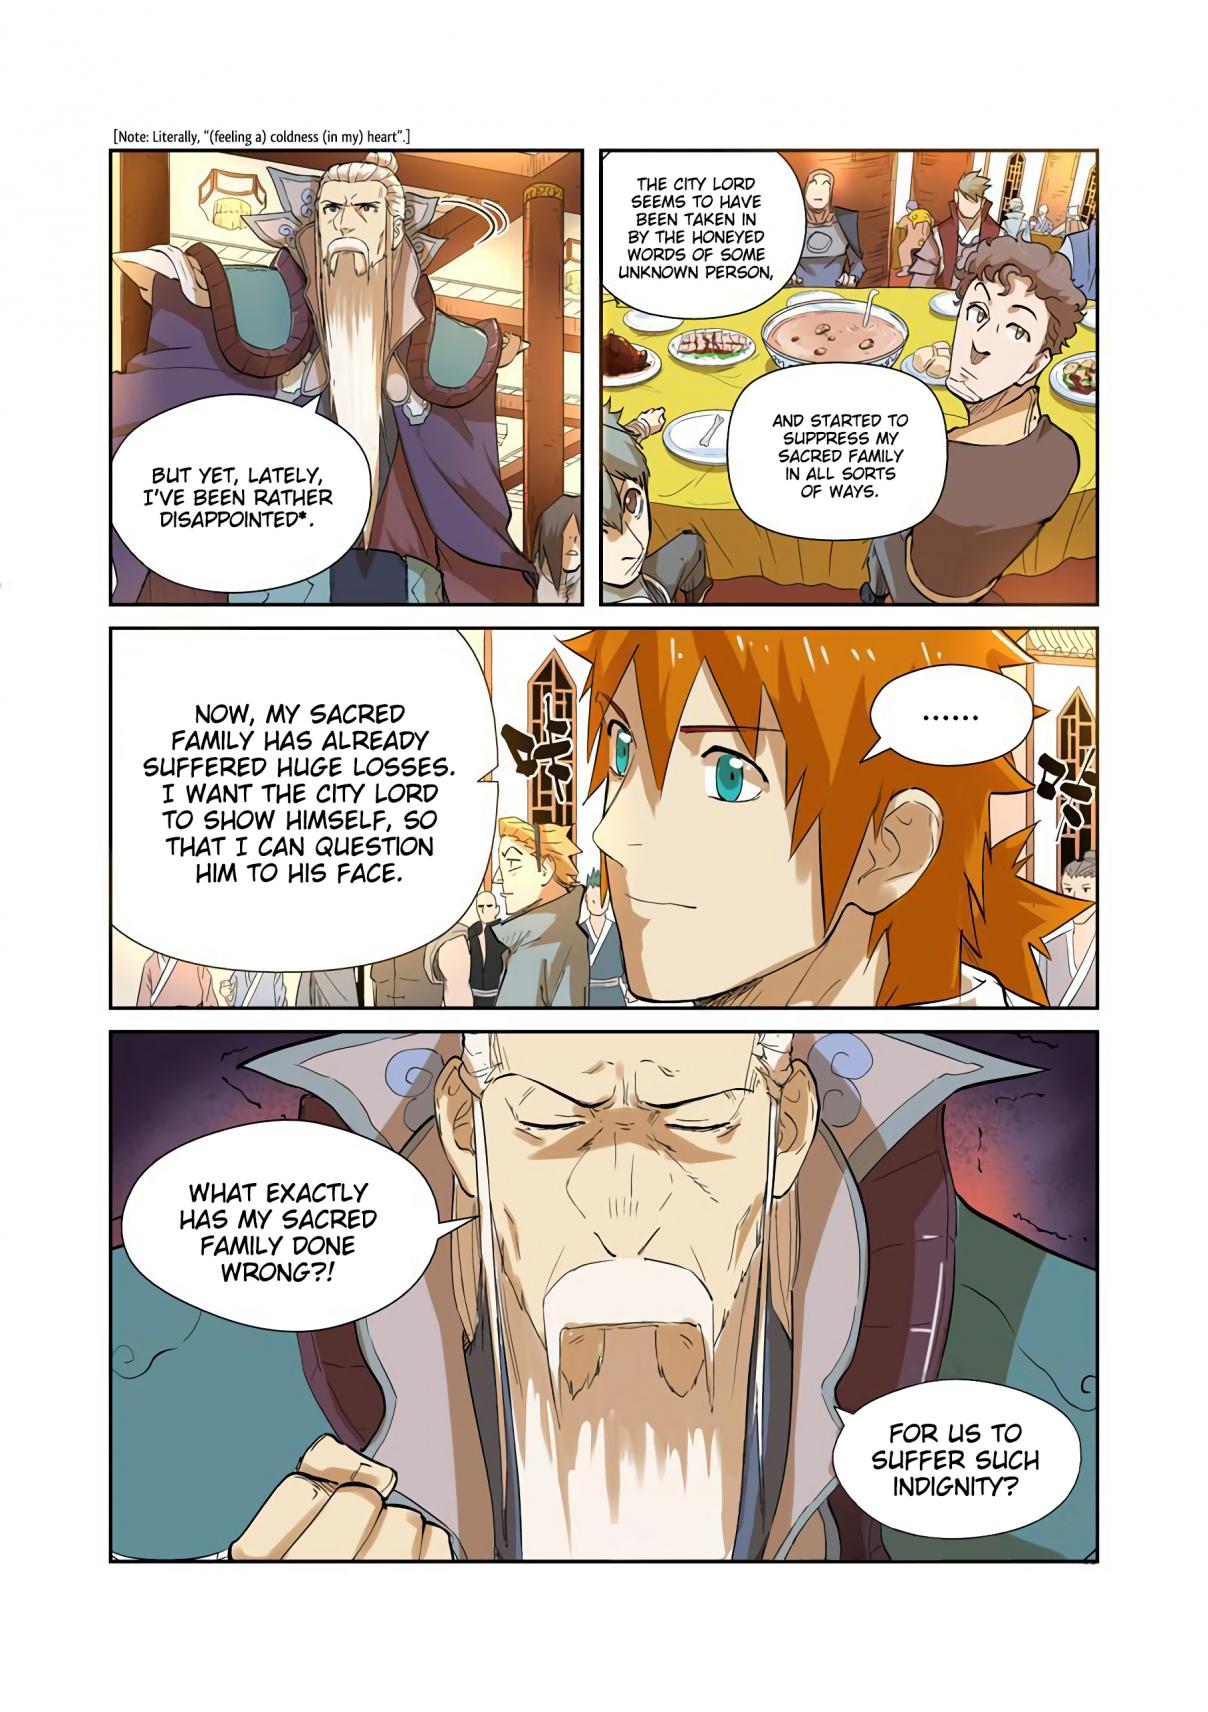 [Note: Literally, “(feeling a) coldness (in my) heart”.]
BUT YET, LATELY,
I'VE BEEN RATHER
DISAPPOINTED*.
THE CITY LORD
SEEMS TO HAVE
BEEN TAKEN IN
BY THE HONEYED
WORDS OF SOME
UNKNOWN PERSON,
AND STARTED TO
SUPPRESS MY
SACRED FAMILY
IN ALL SORTS
OF WAYS.
NOW, MY SACRED
FAMILY HAS ALREADY
SUFFERED HUGE LOSSES.
I WANT THE CITY LORD
TO SHOW HIMSELF, SO
THAT I CAN QUESTION
HIM TO HIS FACE.
......
WHAT EXACTLY
HAS MY SACRED
FAMILY DONE
WRONG?!
FOR US TO
SUFFER SUCH
INDIGNITY?